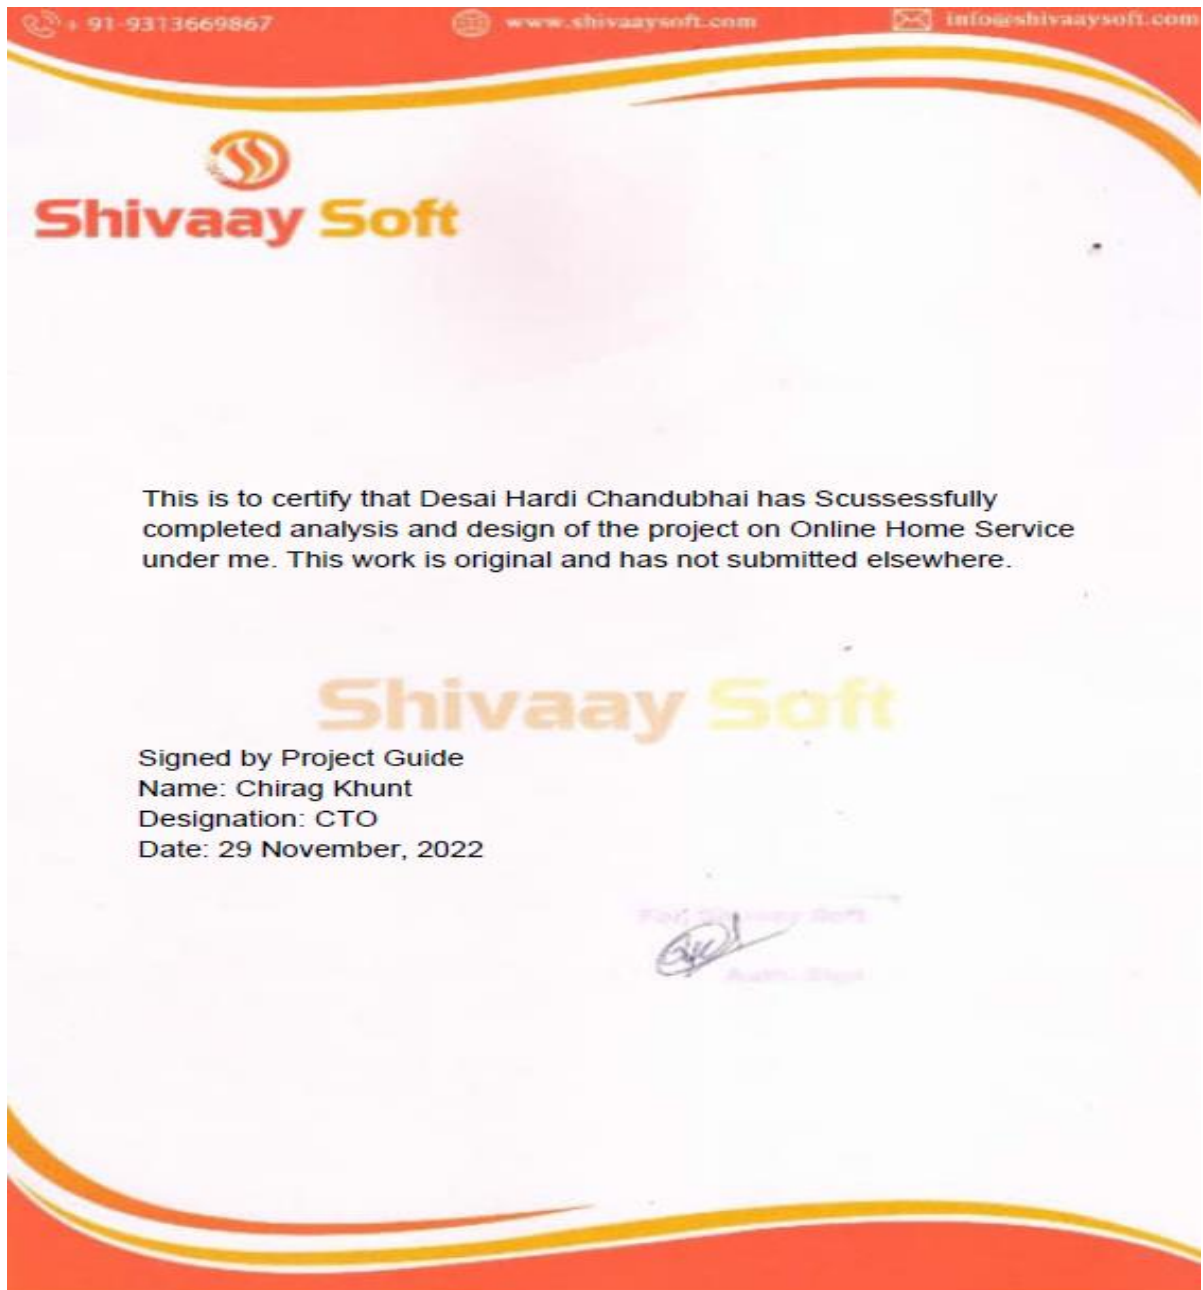 + 91-9313669867 www.shivaaysoft.com info@shivaaysoft.com
Shivaay Soft
This is to certify that Desai Hardi Chandubhai has Scussessfully
completed analysis and design of the project on Online Home Service
under me. This work is original and has not submitted elsewhere.
Shivaay Soft
Signed by Project Guide
Name: Chirag Khunt
Designation: CTO
Date: 29 November, 2022
For, Shivaay Soft